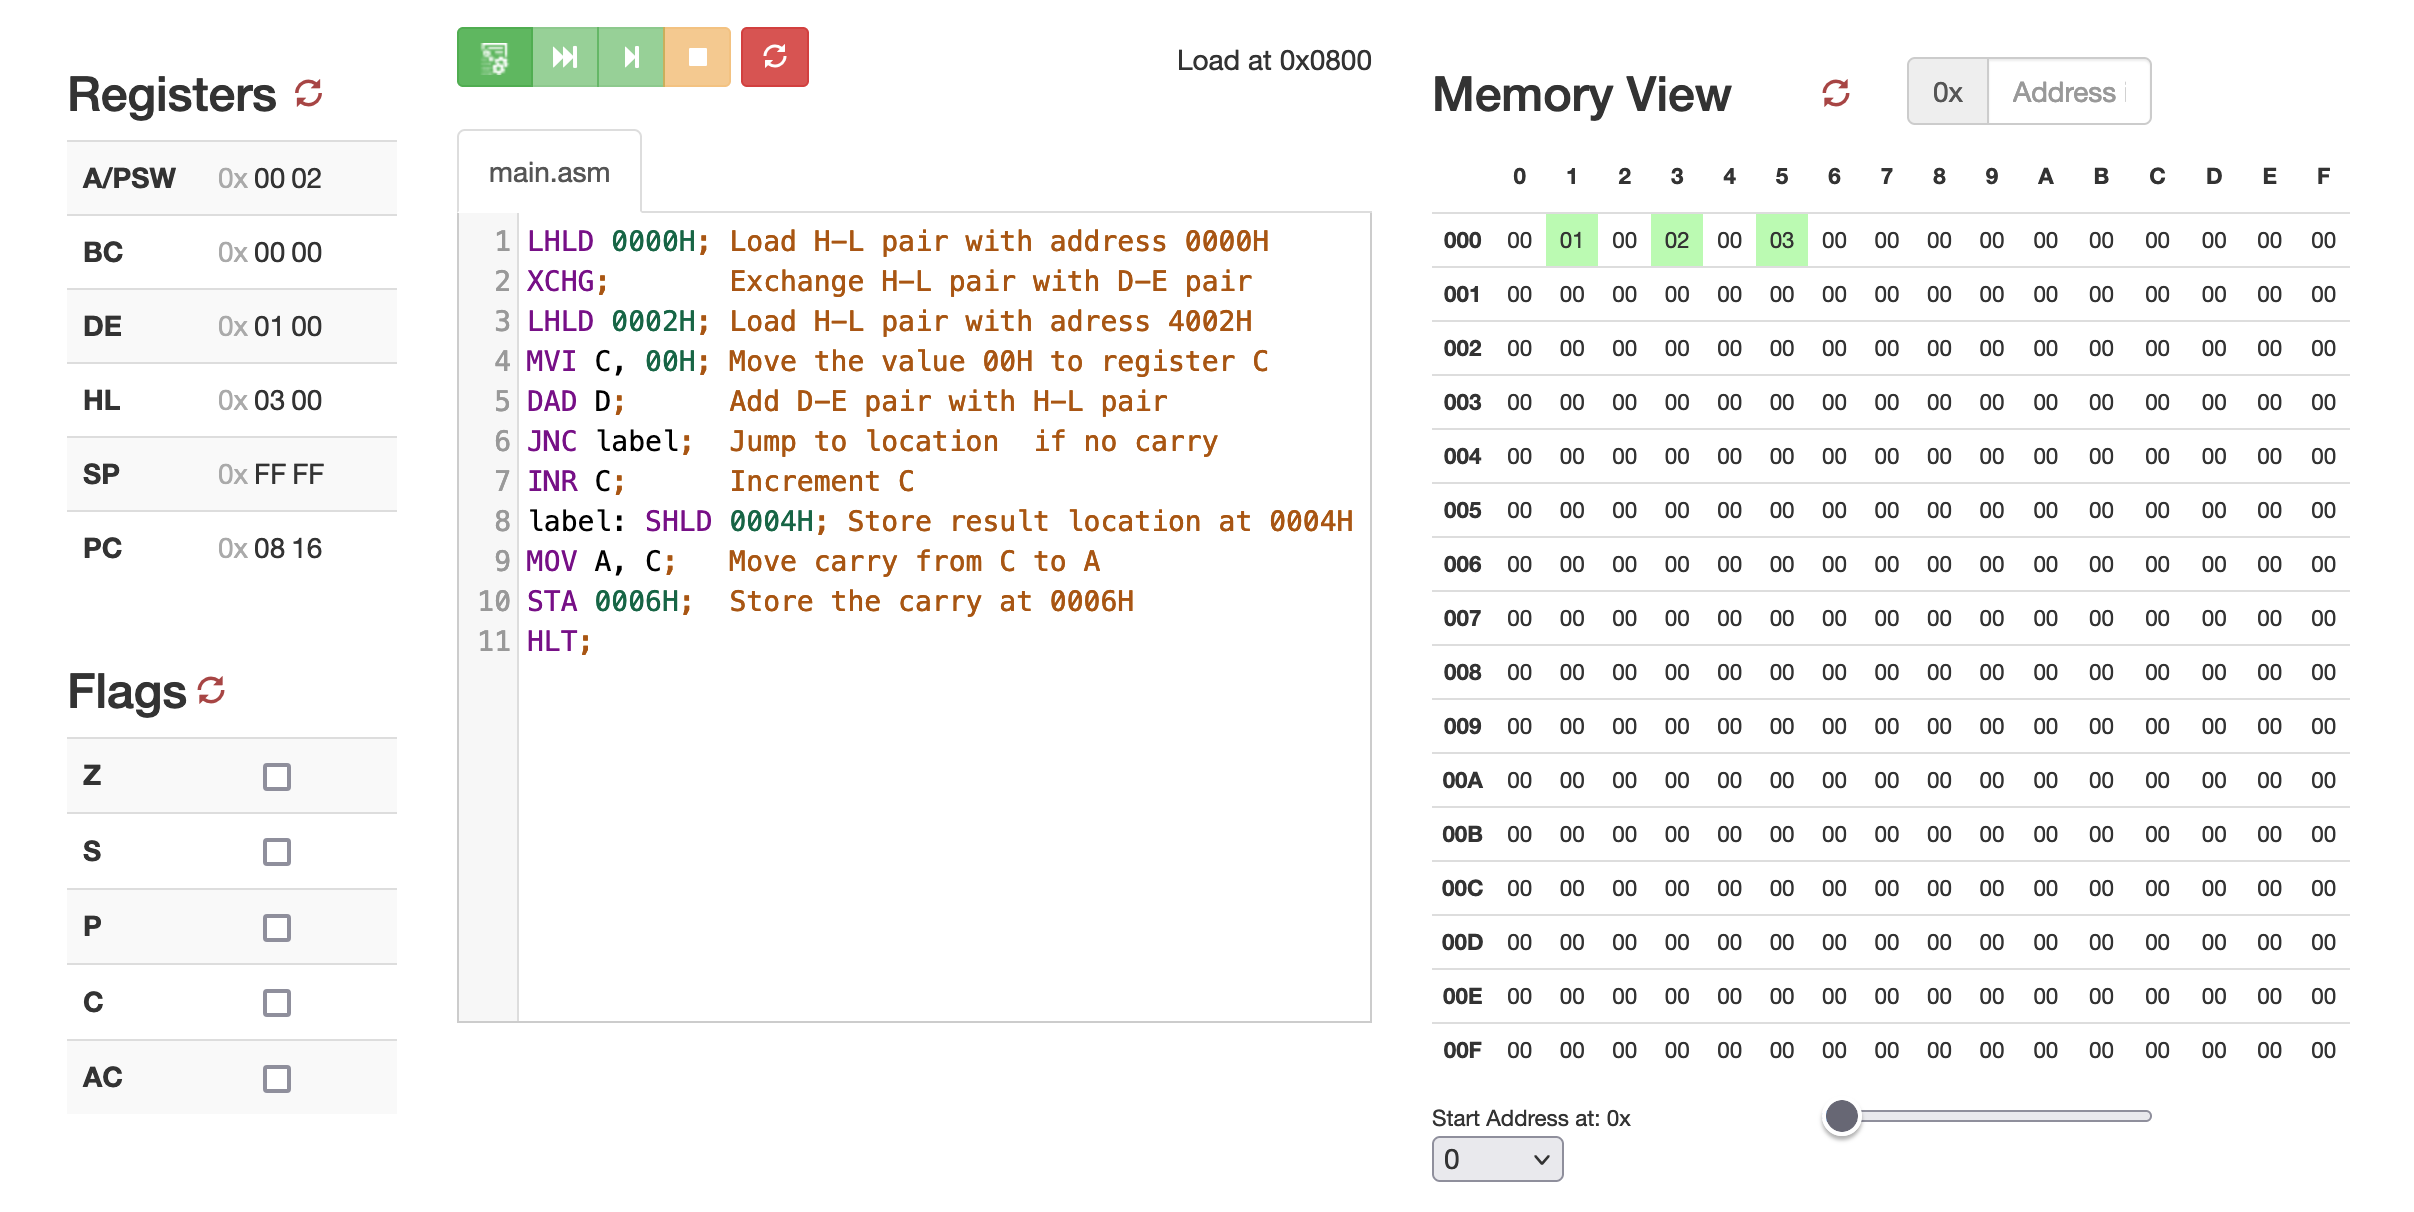 Registers
A/PSW 0x 00 02
BC 0x 00 00
DE 0x 01 00
HL 0x 03 00
SP 0x FF FF
PC 0x 08 16
Flags
Z
S
P
C
AC
Load at 0x0800
main.asm
1 LHLD 0000H; Load H-L pair with address 0000H
2 XCHG; Exchange H-L pair with D-E pair
3 LHLD 0002H; Load H-L pair with adress 4002H
4 MVI C, 00H; Move the value 00H to register C
5 DAD D; Add D-E pair with H-L pair
6 JNC label; Jump to location  if no carry
7 INR C; Increment C
8 label: SHLD 0004H; Store result location at 0004H
9 MOV A, C; Move carry from C to A
10 STA 0006H; Store the carry at 0006H
11 HLT;
Memory View
0x Address
0 1 2 3 4 5 6 7 8 9 A B C D E F
000 00 01 00 02 00 03 00 00 00 00 00 00 00 00 00 00
001 00 00 00 00 00 00 00 00 00 00 00 00 00 00 00 00
002 00 00 00 00 00 00 00 00 00 00 00 00 00 00 00 00
003 00 00 00 00 00 00 00 00 00 00 00 00 00 00 00 00
004 00 00 00 00 00 00 00 00 00 00 00 00 00 00 00 00
005 00 00 00 00 00 00 00 00 00 00 00 00 00 00 00 00
006 00 00 00 00 00 00 00 00 00 00 00 00 00 00 00 00
007 00 00 00 00 00 00 00 00 00 00 00 00 00 00 00 00
008 00 00 00 00 00 00 00 00 00 00 00 00 00 00 00 00
009 00 00 00 00 00 00 00 00 00 00 00 00 00 00 00 00
00A 00 00 00 00 00 00 00 00 00 00 00 00 00 00 00 00
00B 00 00 00 00 00 00 00 00 00 00 00 00 00 00 00 00
00C 00 00 00 00 00 00 00 00 00 00 00 00 00 00 00 00
00D 00 00 00 00 00 00 00 00 00 00 00 00 00 00 00 00
00E 00 00 00 00 00 00 00 00 00 00 00 00 00 00 00 00
00F 00 00 00 00 00 00 00 00 00 00 00 00 00 00 00 00
Start Address at: 0x
0